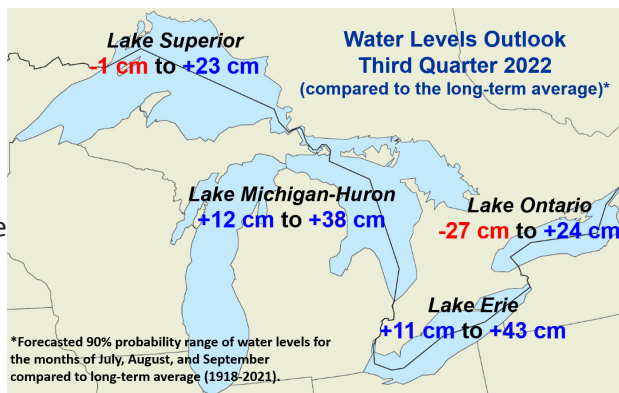 Lake Superior
-1 cm to +23 cm
Water Levels Outlook
Third Quarter 2022
(compared to the long-term average)*
Lake Michigan-Huron
+12 cm to +38 cm
Lake Ontario
-27 cm to +24 cm
e
Lake Erie
+11 cm to +43 cm
*Forecasted 90% probability range of water levels for
the months of July, August, and September
compared to long-term average (1918-2021).